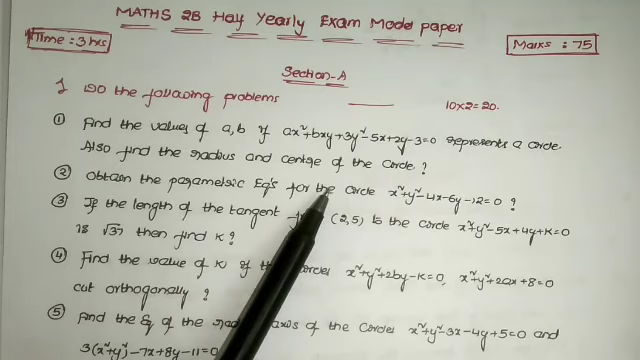 MATHS 2B Half Yearly Exam Model paper
Time : 3 hrs
Marks : 75
Section-A
I Do the following problems 10x2=20.
① Find the values of a,b if ax²+bxy+3y²-5x+2y-3=0 represents a circle.
Also find the radius and centre of the circle ?
② Obtain the parametric Eq's for the circle x²+y²-4x-6y-12=0 ?
③ If the length of the tangent (2,5) to the circle x²+y²-5x+4y+k=0
is √37 then find k ?
④ Find the value of k if the circles x²+y²+2by-k=0, x²+y²+2ax+8=0
cut orthogonally ?
⑤ Find the Eq of the axis of the circles x²+y²-3x-4y+5=0 and
3(x²+y²)-7x+8y-11=0